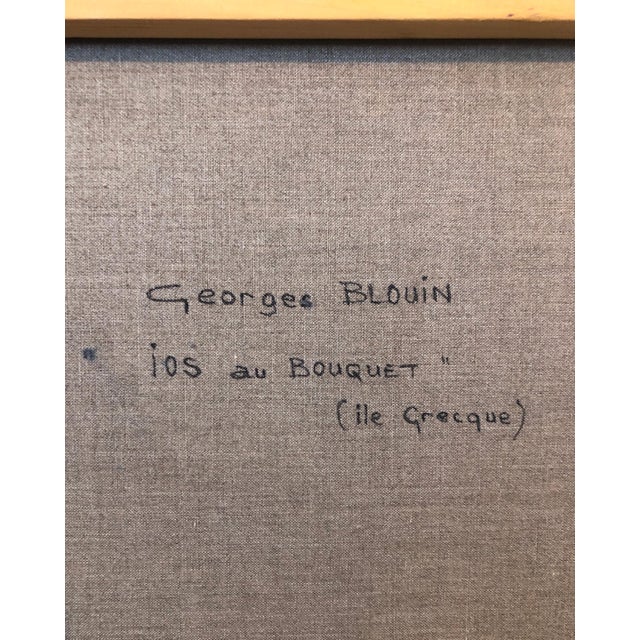 Georges BLOUiN
" iOS au BOUQUET "
(ile Grecque)